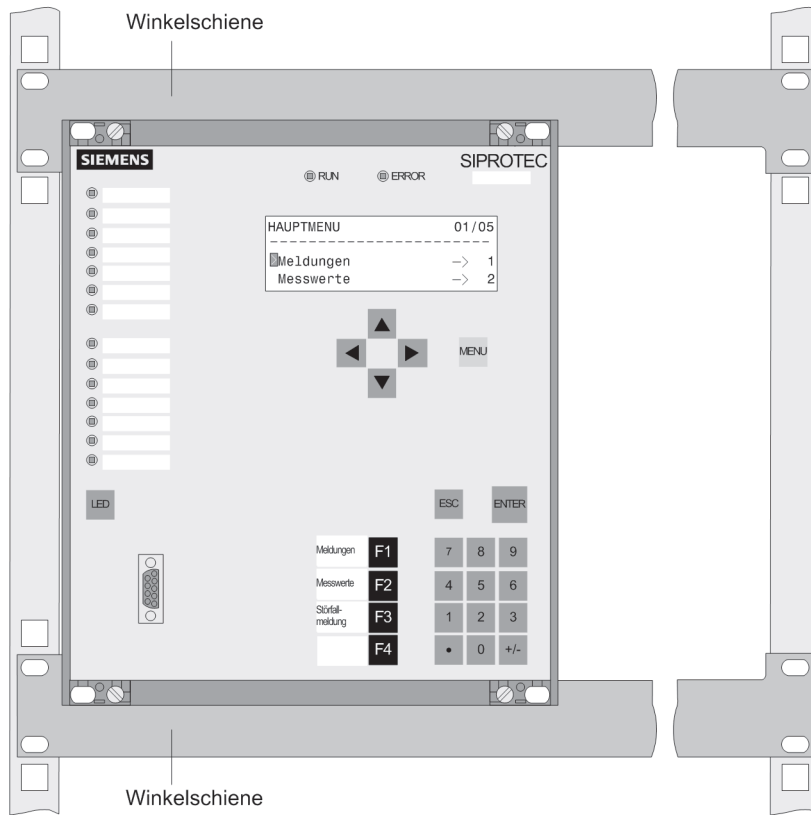 Winkelschiene
SIEMENS
SIPROTEC
RUN
ERROR
HAUPTMENU 01/05
--------------------
Meldungen –> 1
Messwerte –> 2
MENU
LED
ESC
ENTER
Meldungen F1
7 8 9
Messwerte F2
4 5 6
Störfall-
meldung F3
1 2 3
F4
• 0 +/-
Winkelschiene